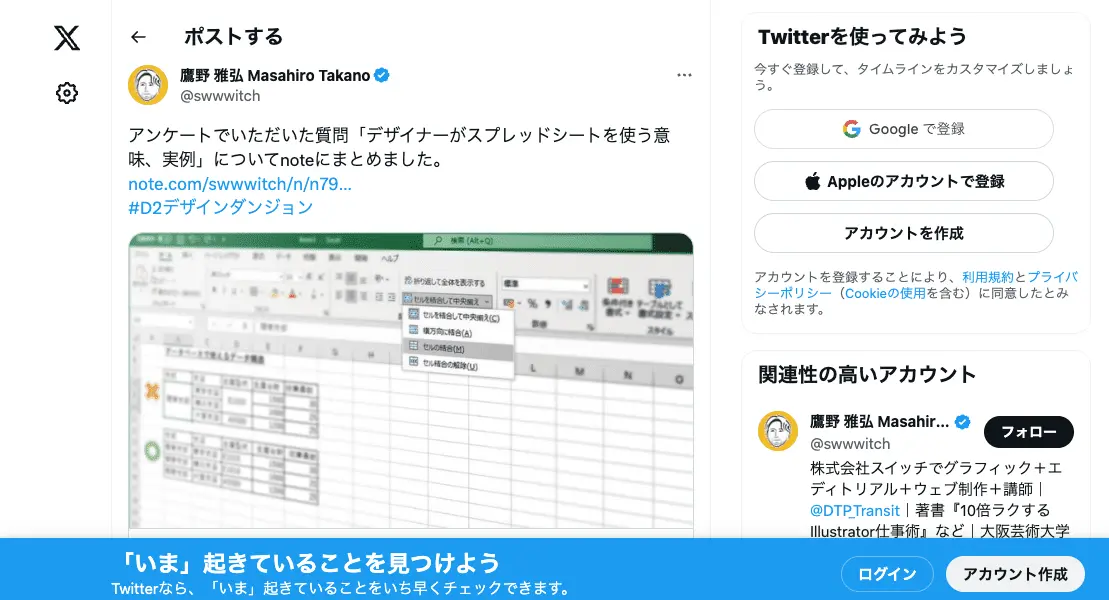 ポストする
鷹野 雅弘 Masahiro Takano
@swwwitch
アンケートでいただいた質問「デザイナーがスプレッドシートを使う意
味、実例」についてnoteにまとめました。
note.com/swwwitch/n/n79...
#D2デザインダンジョン
検索 (Alt+Q)
ヘルプ
折り返して全体を表示する
標準
セルを結合して中央揃え
セルを結合して中央揃え(C)
横方向に結合(A)
セルの結合(M)
セル結合の解除(U)
スタイル
L M N O
Twitterを使ってみよう
今すぐ登録して、タイムラインをカスタマイズしましょ
う。
Google で登録
Appleのアカウントで登録
アカウントを作成
アカウントを登録することにより、利用規約とプライバ
シーポリシー（Cookieの使用を含む）に同意したとみ
なされます。
関連性の高いアカウント
鷹野 雅弘 Masahir...
@swwwitch
フォロー
株式会社スイッチでグラフィック＋エ
ディトリアル＋ウェブ制作＋講師｜
@DTP_Transit｜著書『10倍ラクする
Illustrator仕事術』など｜大阪芸術大学
「いま」起きていることを見つけよう
Twitterなら、「いま」起きていることをいち早くチェックできます。
ログイン
アカウント作成